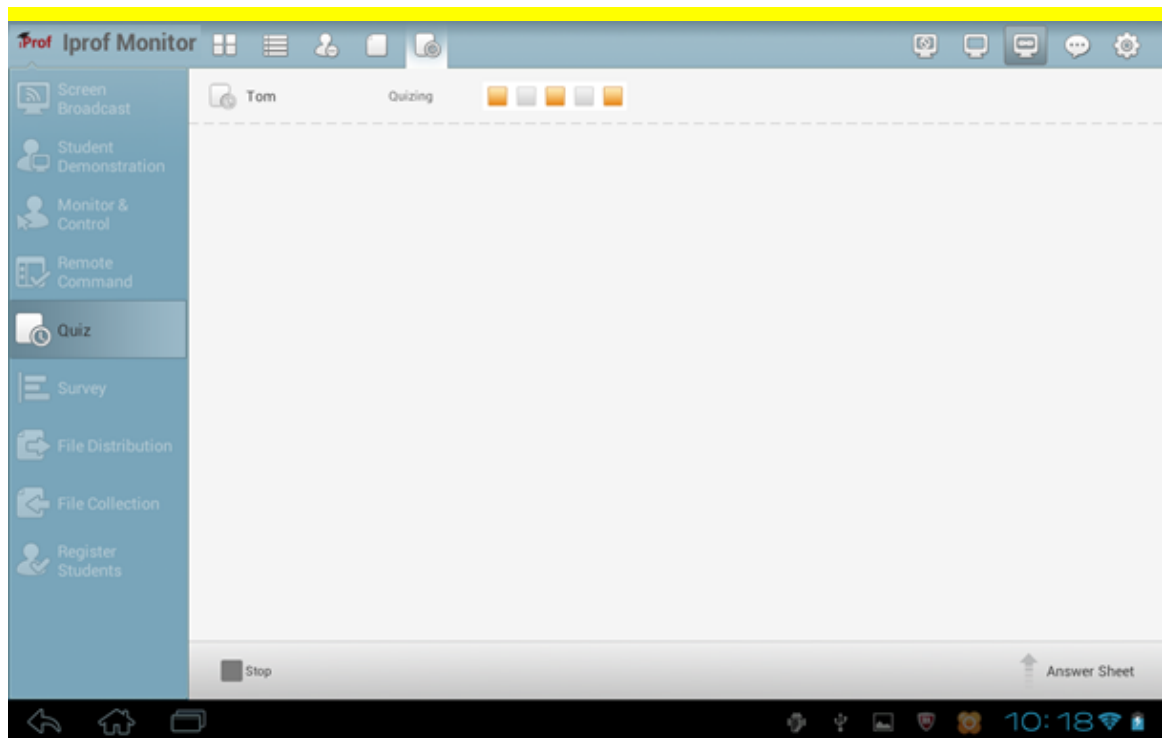 iProf Iprof Monitor
Screen
Broadcast
Tom
Quizing
Student
Demonstration
Monitor &
Control
Remote
Command
Quiz
Survey
File Distribution
File Collection
Register
Students
Stop
Answer Sheet
10:18